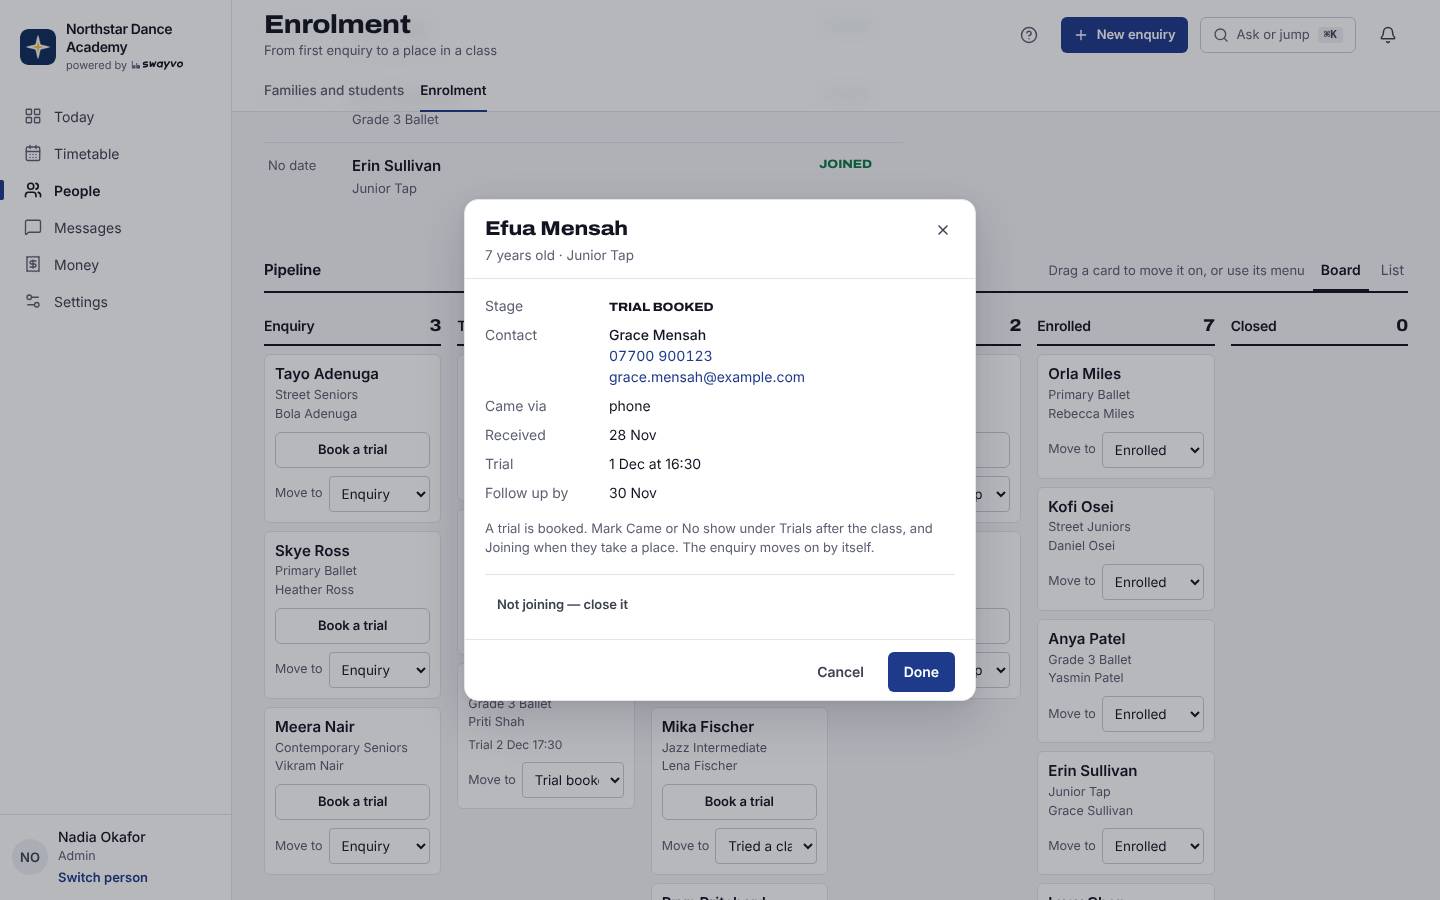 Northstar Dance
Academy
powered by swayvo
Today
Timetable
People
Messages
Money
Settings
NO
Nadia Okafor
Admin
Switch person
Enrolment
From first enquiry to a place in a class
New enquiry
Ask or jump ⌘K
Families and students
Enrolment
Grade 3 Ballet
No date
Erin Sullivan
JOINED
Junior Tap
Pipeline
Drag a card to move it on, or use its menu
Board
List
Enquiry 3
Tayo Adenuga
Street Seniors
Bola Adenuga
Book a trial
Move to Enquiry
Skye Ross
Primary Ballet
Heather Ross
Book a trial
Move to Enquiry
Meera Nair
Contemporary Seniors
Vikram Nair
Book a trial
Move to Enquiry
Grade 3 Ballet
Priti Shah
Trial 2 Dec 17:30
Move to Trial book
Mika Fischer
Jazz Intermediate
Lena Fischer
Book a trial
Move to Tried a cla
2
Enrolled 7
Orla Miles
Primary Ballet
Rebecca Miles
Move to Enrolled
Kofi Osei
Street Juniors
Daniel Osei
Move to Enrolled
Anya Patel
Grade 3 Ballet
Yasmin Patel
Move to Enrolled
Erin Sullivan
Junior Tap
Grace Sullivan
Move to Enrolled
Closed 0
Efua Mensah
7 years old · Junior Tap
Stage TRIAL BOOKED
Contact Grace Mensah
07700 900123
grace.mensah@example.com
Came via phone
Received 28 Nov
Trial 1 Dec at 16:30
Follow up by 30 Nov
A trial is booked. Mark Came or No show under Trials after the class, and
Joining when they take a place. The enquiry moves on by itself.
Not joining — close it
Cancel
Done